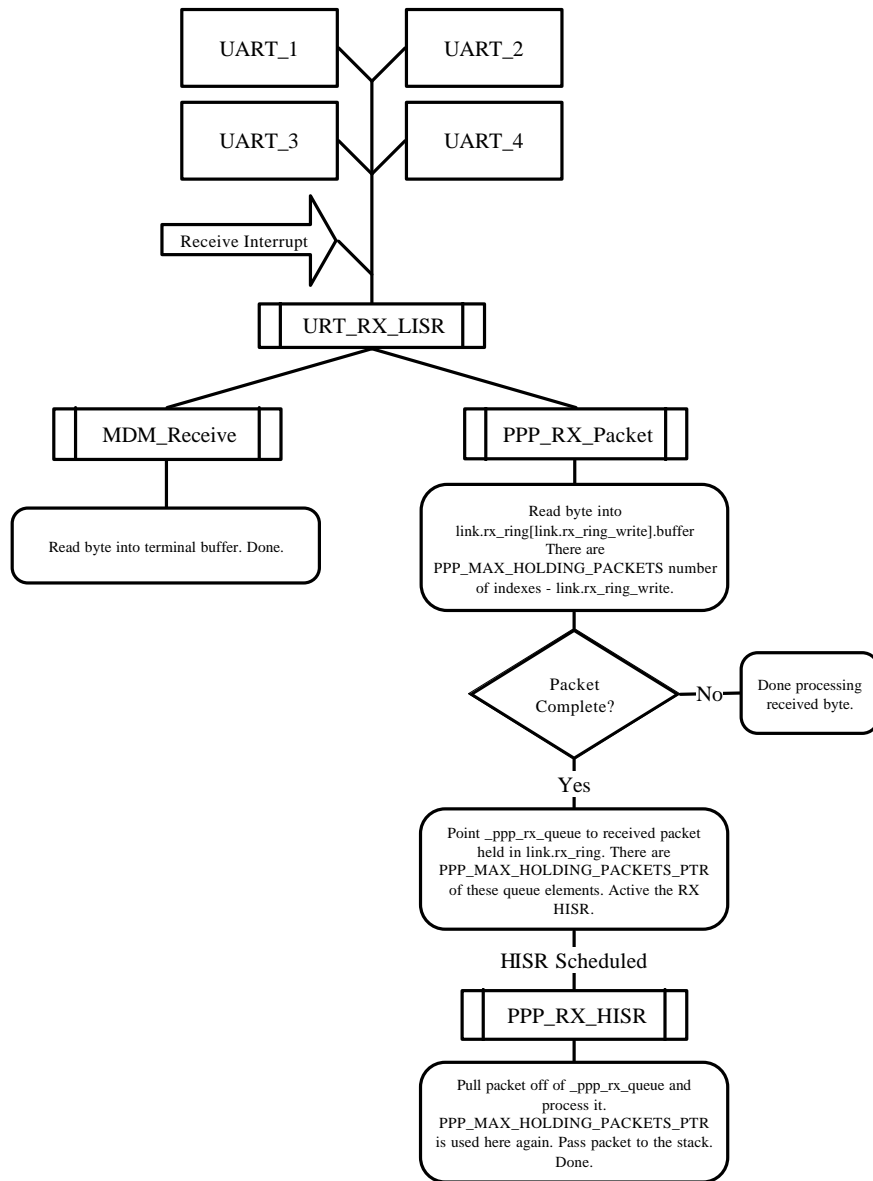 UART_1
UART_2
UART_3
UART_4
Receive Interrupt
URT_RX_LISR
MDM_Receive
PPP_RX_Packet
Read byte into terminal buffer. Done.
Read byte into
link.rx_ring[link.rx_ring_write].buffer
There are
PPP_MAX_HOLDING_PACKETS number
of indexes - link.rx_ring_write.
Packet
Complete?
No
Done processing
received byte.
Yes
Point _ppp_rx_queue to received packet
held in link.rx_ring. There are
PPP_MAX_HOLDING_PACKETS_PTR
of these queue elements. Active the RX
HISR.
HISR Scheduled
PPP_RX_HISR
Pull packet off of _ppp_rx_queue and
process it.
PPP_MAX_HOLDING_PACKETS_PTR
is used here again. Pass packet to the stack.
Done.